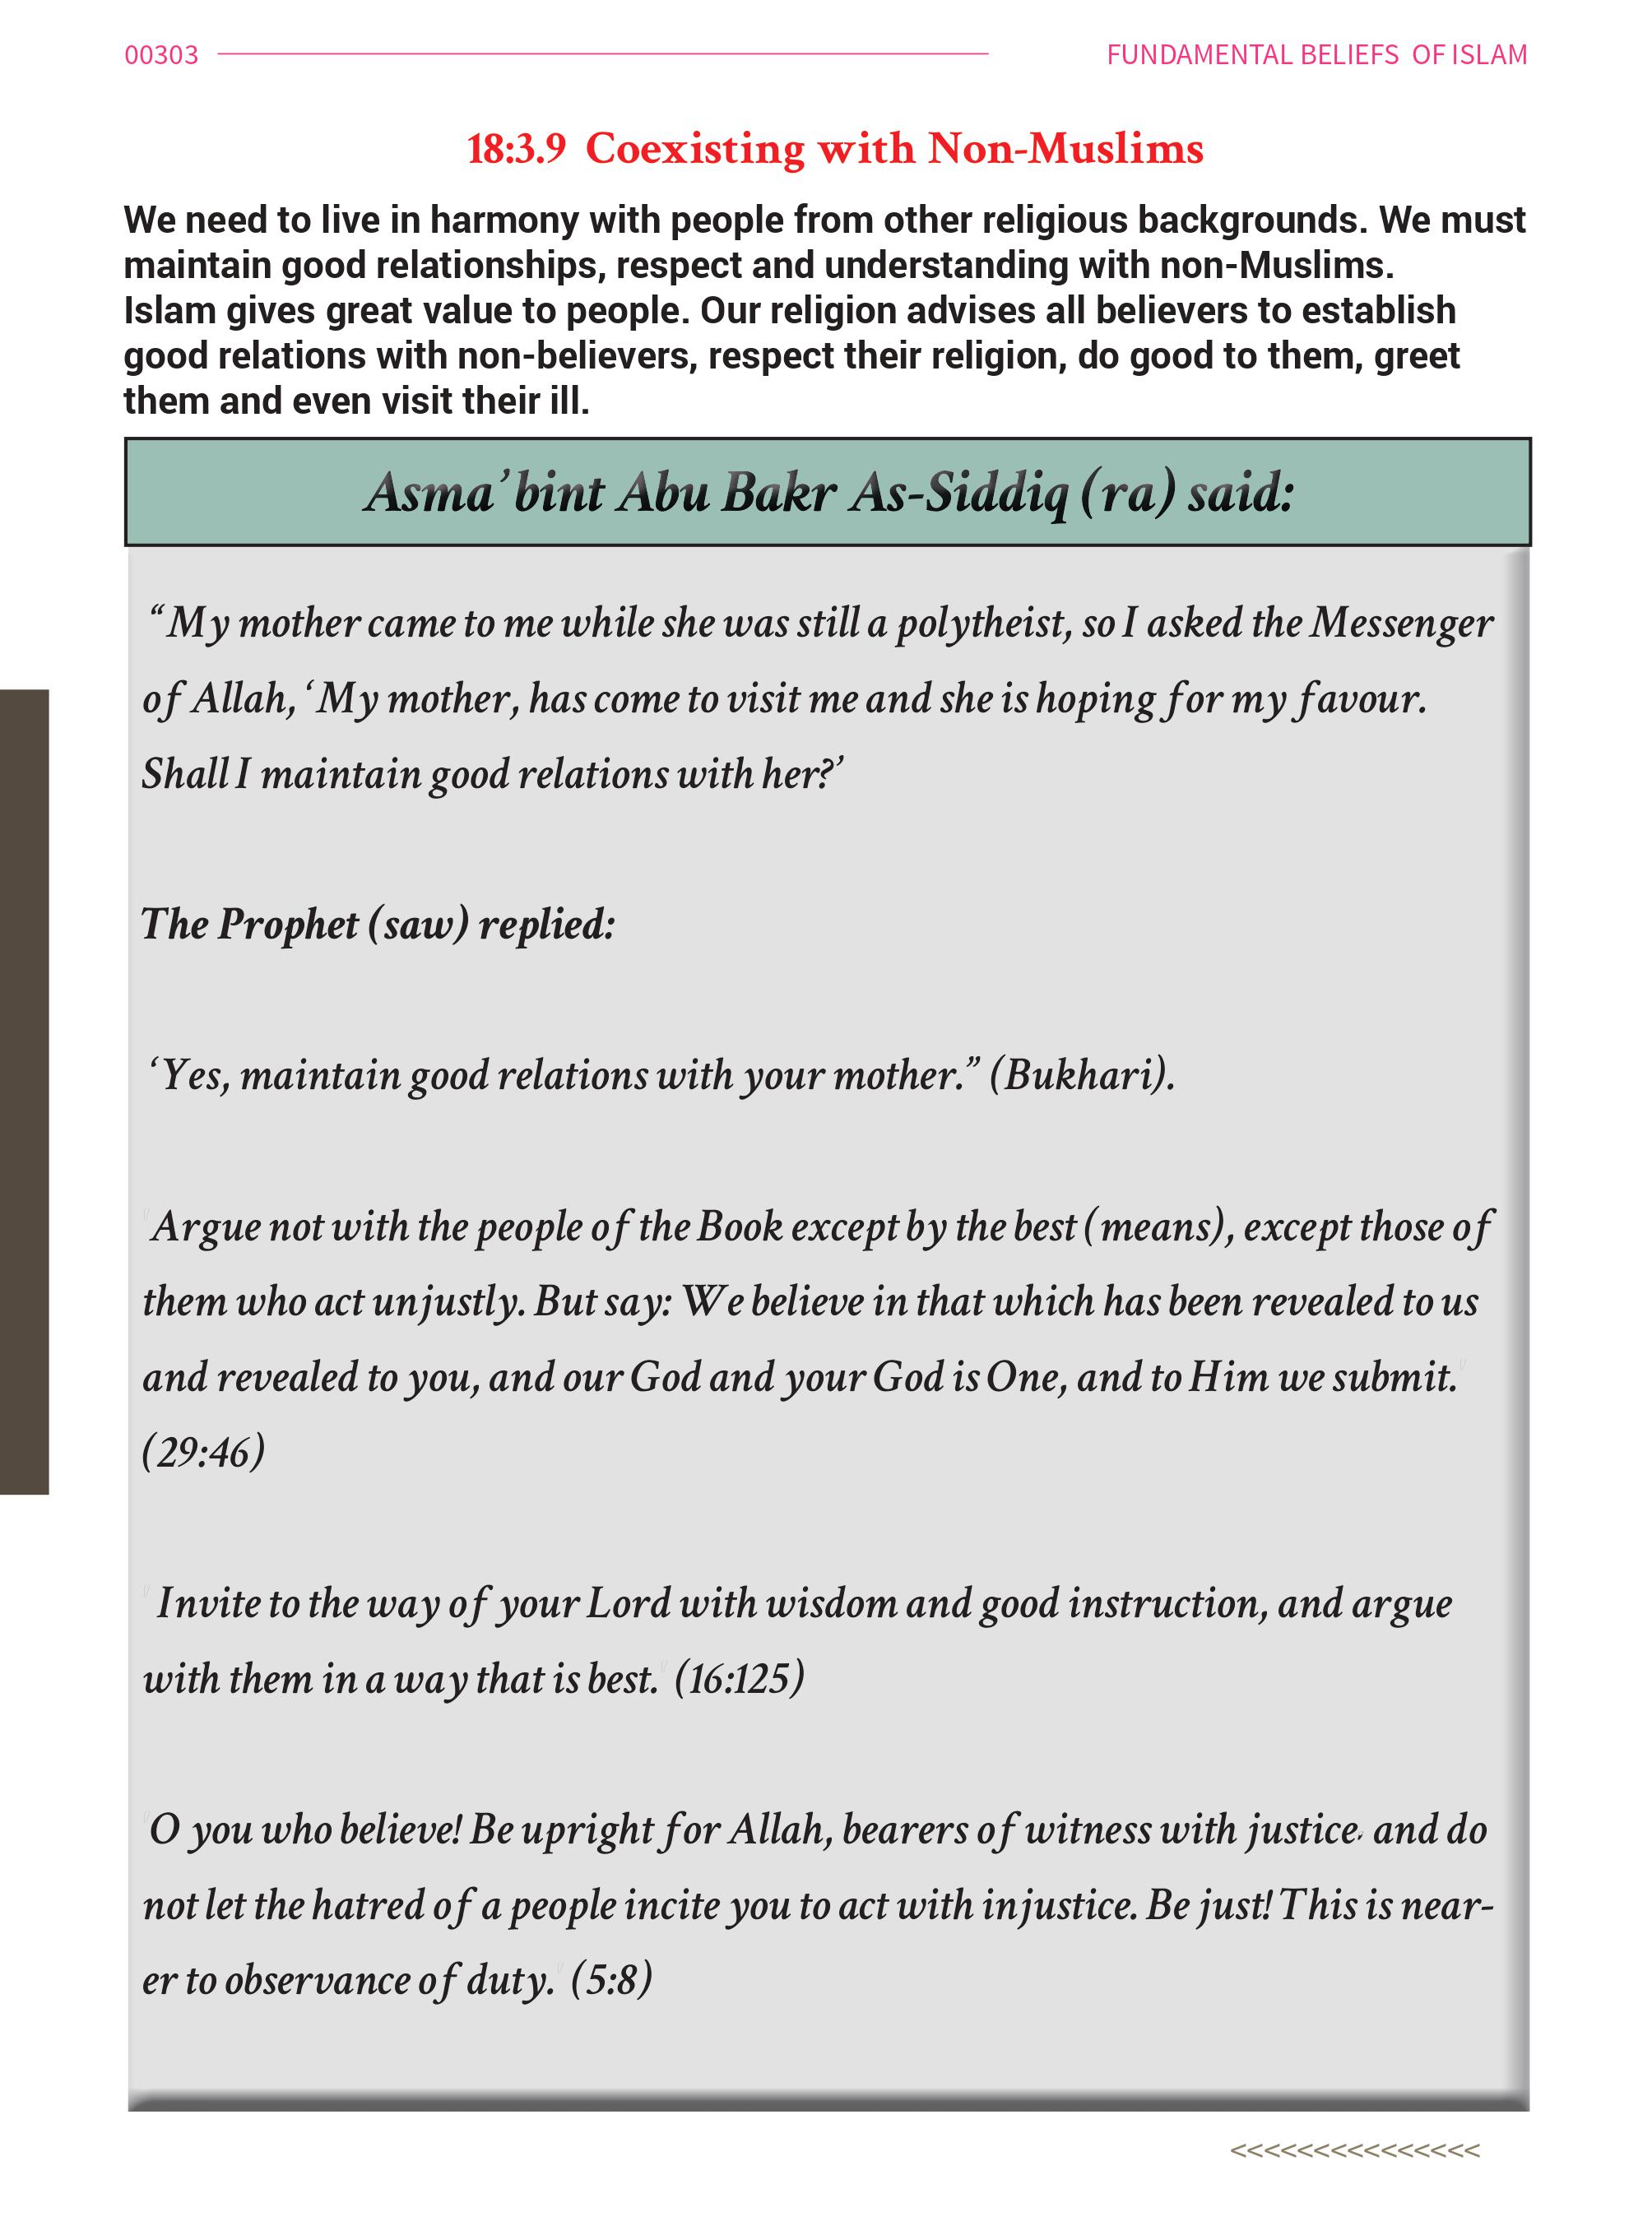 00303
FUNDAMENTAL BELIEFS OF ISLAM
18:3.9 Coexisting with Non-Muslims
We need to live in harmony with people from other religious backgrounds. We must
maintain good relationships, respect and understanding with non-Muslims.
Islam gives great value to people. Our religion advises all believers to establish
good relations with non-believers, respect their religion, do good to them, greet
them and even visit their ill.
Asma’ bint Abu Bakr As-Siddiq (ra) said:
“My mother came to me while she was still a polytheist, so I asked the Messenger
of Allah, ‘My mother, has come to visit me and she is hoping for my favour.
Shall I maintain good relations with her?’
The Prophet (saw) replied:
‘Yes, maintain good relations with your mother.” (Bukhari).
"Argue not with the people of the Book except by the best (means), except those of
them who act unjustly. But say: We believe in that which has been revealed to us
and revealed to you, and our God and your God is One, and to Him we submit."
(29:46)
"Invite to the way of your Lord with wisdom and good instruction, and argue
with them in a way that is best." (16:125)
"O you who believe! Be upright for Allah, bearers of witness with justice, and do
not let the hatred of a people incite you to act with injustice. Be just! This is near-
er to observance of duty." (5:8)
<<<<<<<<<<<<<<<